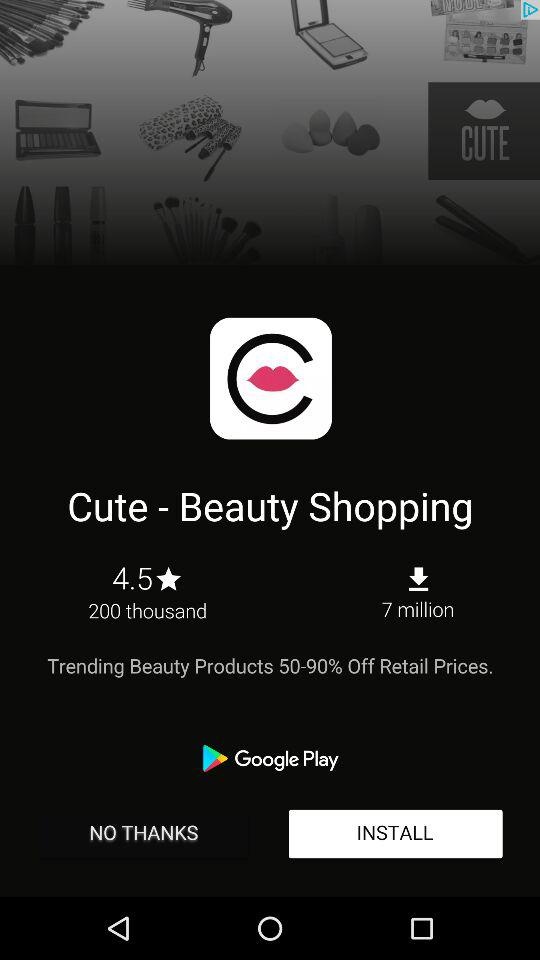 NUDE
CUTE
Cute - Beauty Shopping
4.5
200 thousand
7 million
Trending Beauty Products 50-90% Off Retail Prices.
Google Play
NO THANKS
INSTALL